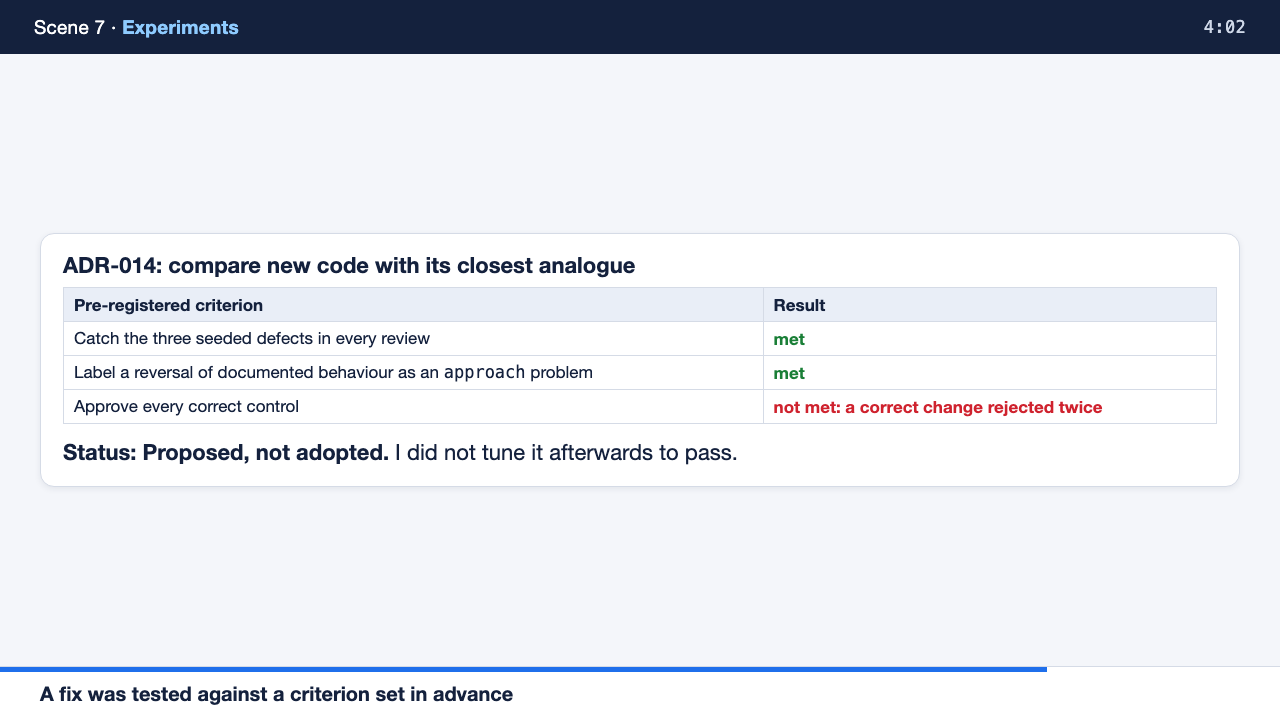 Scene 7 · Experiments
4:02
ADR-014: compare new code with its closest analogue
Pre-registered criterion
Result
Catch the three seeded defects in every review
met
Label a reversal of documented behaviour as an approach problem
met
Approve every correct control
not met: a correct change rejected twice
Status: Proposed, not adopted. I did not tune it afterwards to pass.
A fix was tested against a criterion set in advance